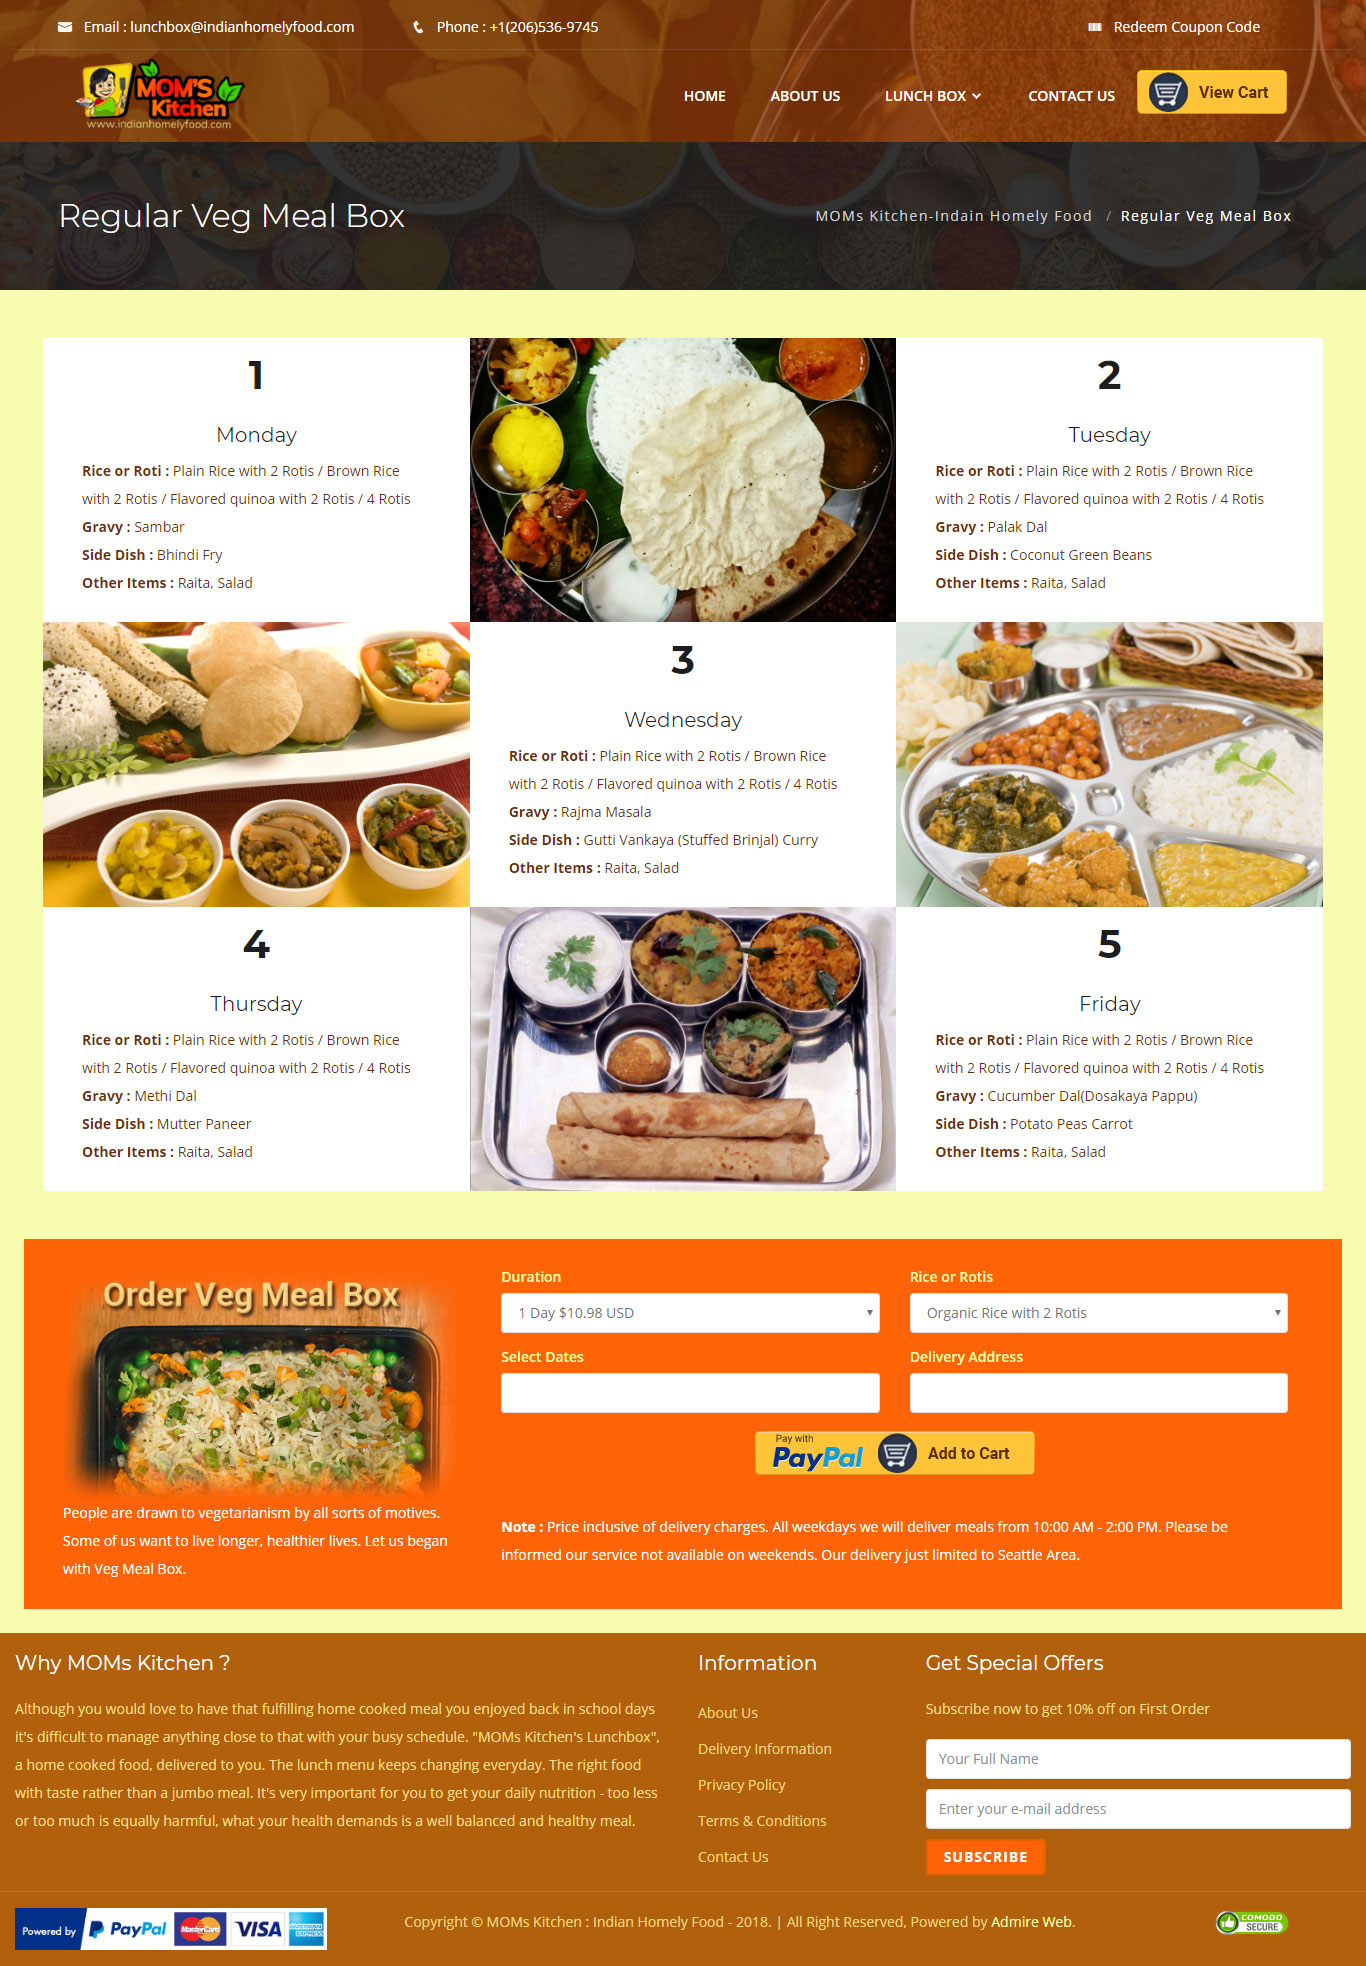 Email : lunchbox@indianhomelyfood.com
Phone : +1(206)536-9745
Redeem Coupon Code
MOM'S
Kitchen
www.indianhomelyfood.com
HOME
ABOUT US
LUNCH BOX
CONTACT US
View Cart
Regular Veg Meal Box
MOMs Kitchen-Indain Homely Food / Regular Veg Meal Box
1
Monday
Rice or Roti : Plain Rice with 2 Rotis / Brown Rice
with 2 Rotis / Flavored quinoa with 2 Rotis / 4 Rotis
Gravy : Sambar
Side Dish : Bhindi Fry
Other Items : Raita, Salad
2
Tuesday
Rice or Roti : Plain Rice with 2 Rotis / Brown Rice
with 2 Rotis / Flavored quinoa with 2 Rotis / 4 Rotis
Gravy : Palak Dal
Side Dish : Coconut Green Beans
Other Items : Raita, Salad
3
Wednesday
Rice or Roti : Plain Rice with 2 Rotis / Brown Rice
with 2 Rotis / Flavored quinoa with 2 Rotis / 4 Rotis
Gravy : Rajma Masala
Side Dish : Gutti Vankaya (Stuffed Brinjal) Curry
Other Items : Raita, Salad
4
Thursday
Rice or Roti : Plain Rice with 2 Rotis / Brown Rice
with 2 Rotis / Flavored quinoa with 2 Rotis / 4 Rotis
Gravy : Methi Dal
Side Dish : Mutter Paneer
Other Items : Raita, Salad
5
Friday
Rice or Roti : Plain Rice with 2 Rotis / Brown Rice
with 2 Rotis / Flavored quinoa with 2 Rotis / 4 Rotis
Gravy : Cucumber Dal(Dosakaya Pappu)
Side Dish : Potato Peas Carrot
Other Items : Raita, Salad
Order Veg Meal Box
People are drawn to vegetarianism by all sorts of motives.
Some of us want to live longer, healthier lives. Let us began
with Veg Meal Box.
Duration
1 Day $10.98 USD
Rice or Rotis
Organic Rice with 2 Rotis
Select Dates
Delivery Address
Pay with
PayPal
Add to Cart
Note : Price inclusive of delivery charges. All weekdays we will deliver meals from 10:00 AM - 2:00 PM. Please be
informed our service not available on weekends. Our delivery just limited to Seattle Area.
Why MOMs Kitchen ?
Although you would love to have that fulfilling home cooked meal you enjoyed back in school days
it's difficult to manage anything close to that with your busy schedule. "MOMs Kitchen's Lunchbox",
a home cooked food, delivered to you. The lunch menu keeps changing everyday. The right food
with taste rather than a jumbo meal. It's very important for you to get your daily nutrition - too less
or too much is equally harmful, what your health demands is a well balanced and healthy meal.
Information
About Us
Delivery Information
Privacy Policy
Terms & Conditions
Contact Us
Get Special Offers
Subscribe now to get 10% off on First Order
Your Full Name
Enter your e-mail address
SUBSCRIBE
Powered by PayPal MasterCard VISA AMERICAN EXPRESS
Copyright © MOMs Kitchen : Indian Homely Food - 2018. | All Right Reserved, Powered by Admire Web.
COMODO
SECURE